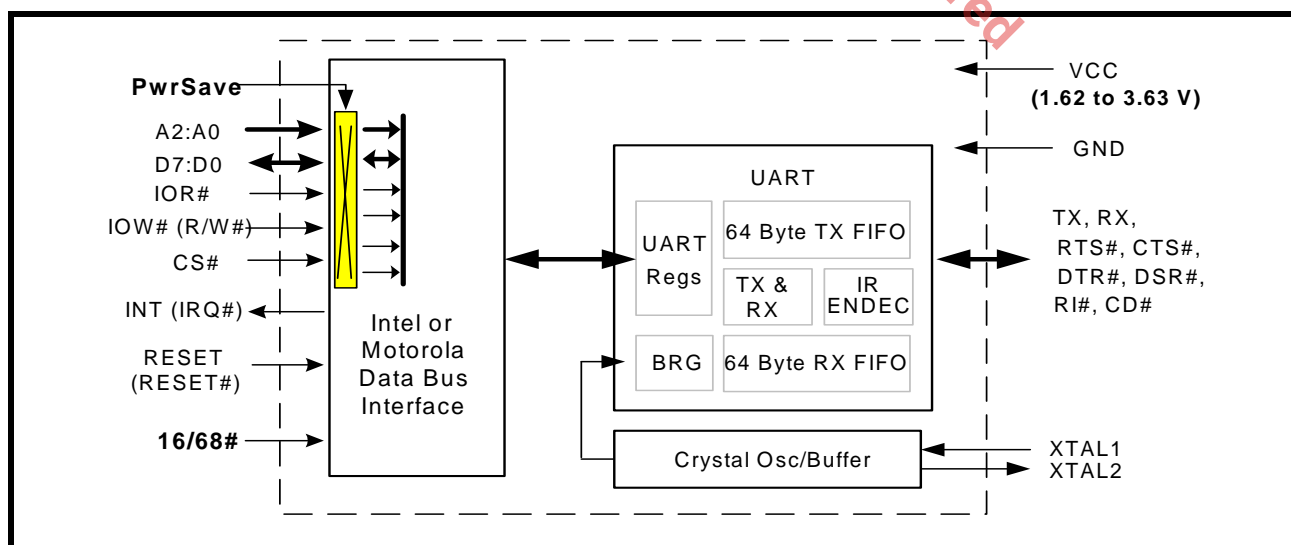 PwrSave
A2:A0
D7:D0
IOR#
IOW# (R/W#)
CS#
INT (IRQ#)
RESET
(RESET#)
16/68#
Intel or
Motorola
Data Bus
Interface
UART
UART
Regs
64 Byte TX FIFO
TX &
RX
IR
ENDEC
BRG
64 Byte RX FIFO
Crystal Osc/Buffer
VCC
(1.62 to 3.63 V)
GND
TX, RX,
RTS#, CTS#,
DTR#, DSR#,
RI#, CD#
XTAL1
XTAL2